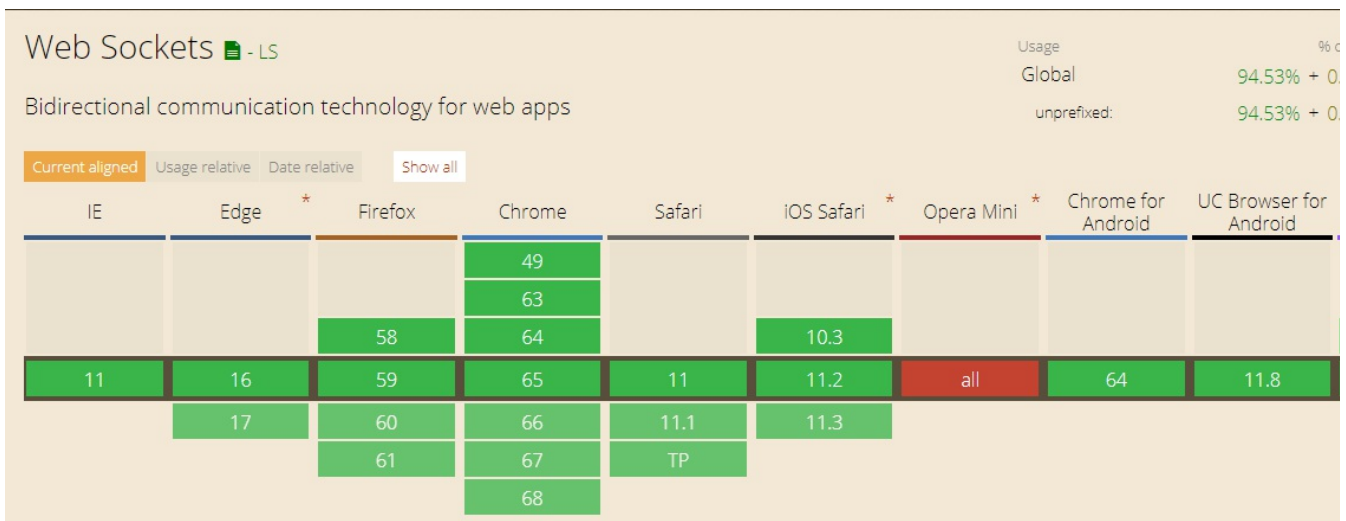 Web Sockets - LS
Usage % o
Global 94.53% + 0.
Bidirectional communication technology for web apps
unprefixed: 94.53% + 0.
Current aligned Usage relative Date relative Show all
IE Edge * Firefox Chrome Safari iOS Safari * Opera Mini * Chrome for Android UC Browser for Android
49
63
58 64 10.3
11 16 59 65 11 11.2 all 64 11.8
17 60 66 11.1 11.3
61 67 TP
68